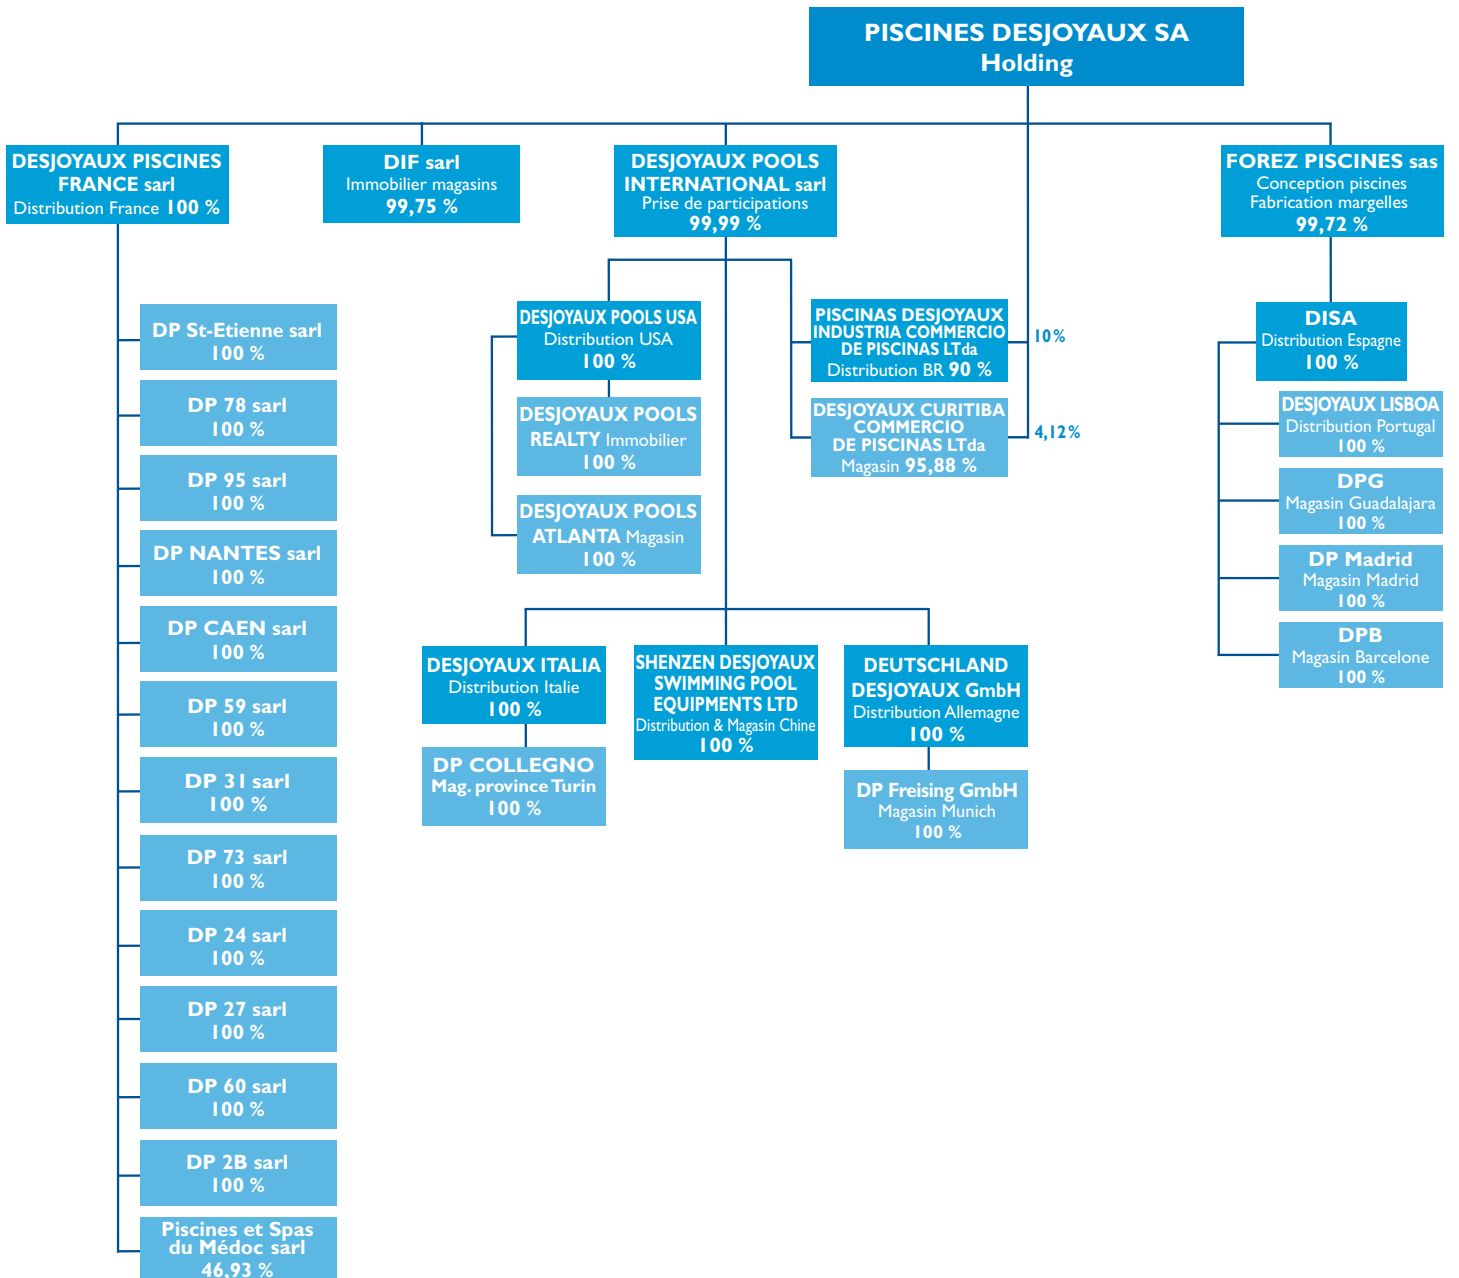 PISCINES DESJOYAUX SA
Holding
DESJOYAUX PISCINES
FRANCE sarl
Distribution France 100 %
DIF sarl
Immobilier magasins
99,75 %
DESJOYAUX POOLS
INTERNATIONAL sarl
Prise de participations
99,99 %
FOREZ PISCINES sas
Conception piscines
Fabrication margelles
99,72 %
DP St-Etienne sarl
100 %
DP 78 sarl
100 %
DP 95 sarl
100 %
DP NANTES sarl
100 %
DP CAEN sarl
100 %
DP 59 sarl
100 %
DP 31 sarl
100 %
DP 73 sarl
100 %
DP 24 sarl
100 %
DP 27 sarl
100 %
DP 60 sarl
100 %
DP 2B sarl
100 %
Piscines et Spas
du Médoc sarl
46,93 %
DESJOYAUX POOLS USA
Distribution USA
100 %
DESJOYAUX POOLS
REALTY Immobilier
100 %
DESJOYAUX POOLS
ATLANTA Magasin
100 %
PISCINAS DESJOYAUX
INDUSTRIA COMMERCIO
DE PISCINAS LTda
Distribution BR 90 %
10%
DESJOYAUX CURITIBA
COMMERCIO
DE PISCINAS LTda
Magasin 95,88 %
4,12%
DESJOYAUX ITALIA
Distribution Italie
100 %
DP COLLEGNO
Mag. province Turin
100 %
SHENZEN DESJOYAUX
SWIMMING POOL
EQUIPMENTS LTD
Distribution & Magasin Chine
100 %
DEUTSCHLAND
DESJOYAUX GmbH
Distribution Allemagne
100 %
DP Freising GmbH
Magasin Munich
100 %
DISA
Distribution Espagne
100 %
DESJOYAUX LISBOA
Distribution Portugal
100 %
DPG
Magasin Guadalajara
100 %
DP Madrid
Magasin Madrid
100 %
DPB
Magasin Barcelone
100 %